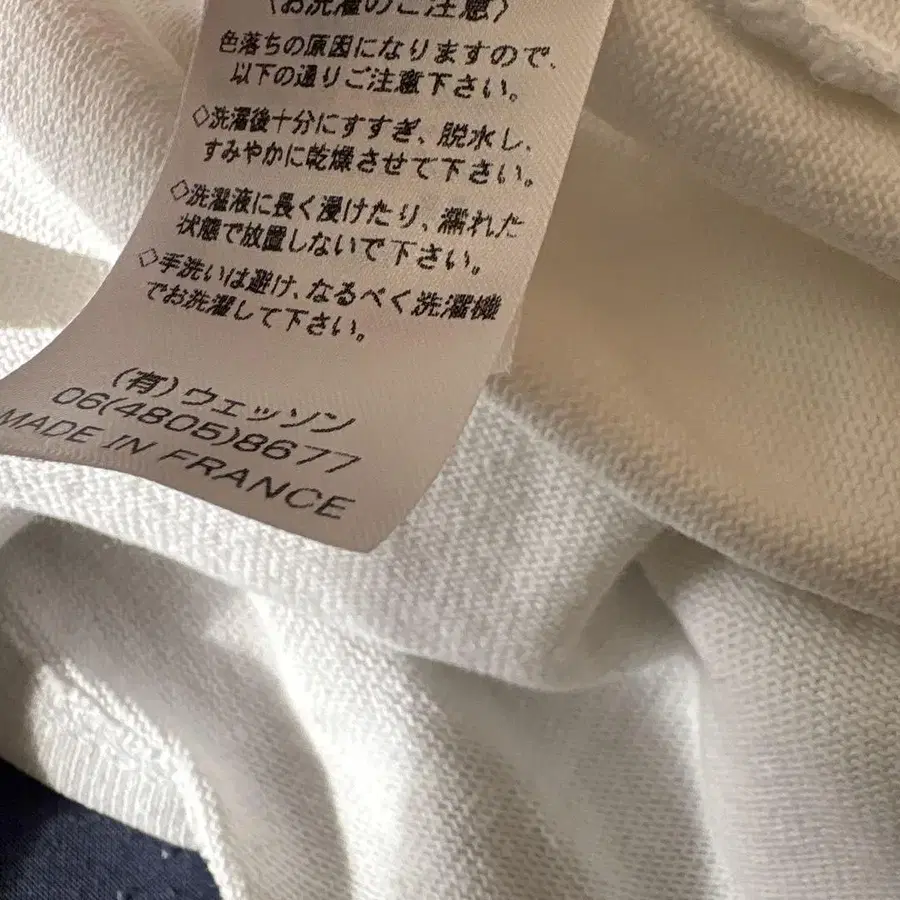 〈お洗濯のご注意〉
色落ちの原因になりますので、
以下の通りご注意下さい。
◇洗濯後十分にすすぎ、脱水し、
すみやかに乾燥させて下さい。
◇洗濯液に長く浸けたり、濡れた
状態で放置しないで下さい。
◇手洗いは避け、なるべく洗濯機
でお洗濯して下さい。
(有)ウェッソン
06(4805)8677
MADE IN FRANCE